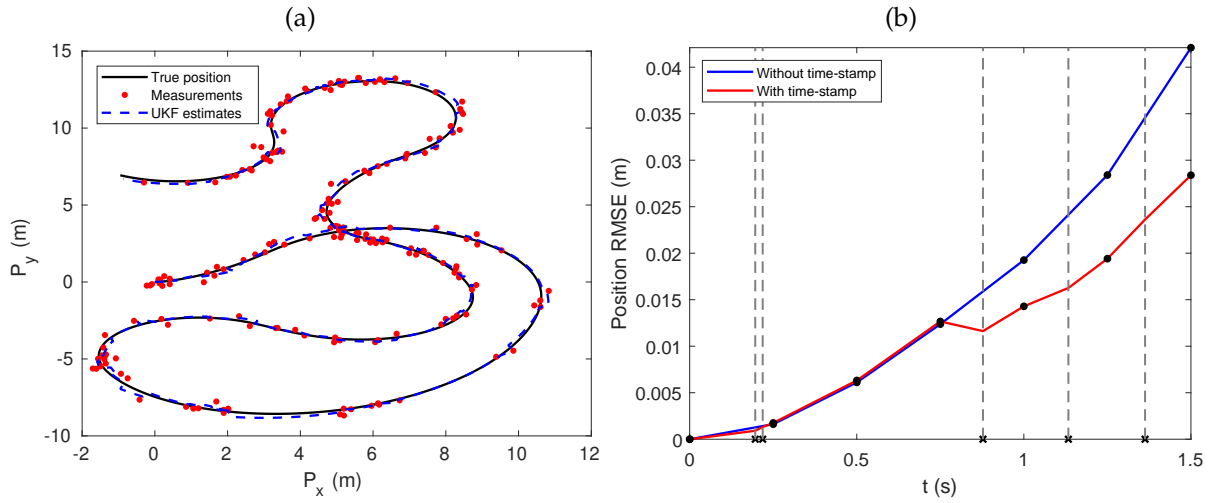 (a)
15
10
5
0
-5
-10
-2
0
2
4
6
8
10
12
P_y (m)
P_x (m)
True position
Measurements
UKF estimates
(b)
0.04
0.035
0.03
0.025
0.02
0.015
0.01
0.005
0
0
0.5
1
1.5
Position RMSE (m)
t (s)
Without time-stamp
With time-stamp